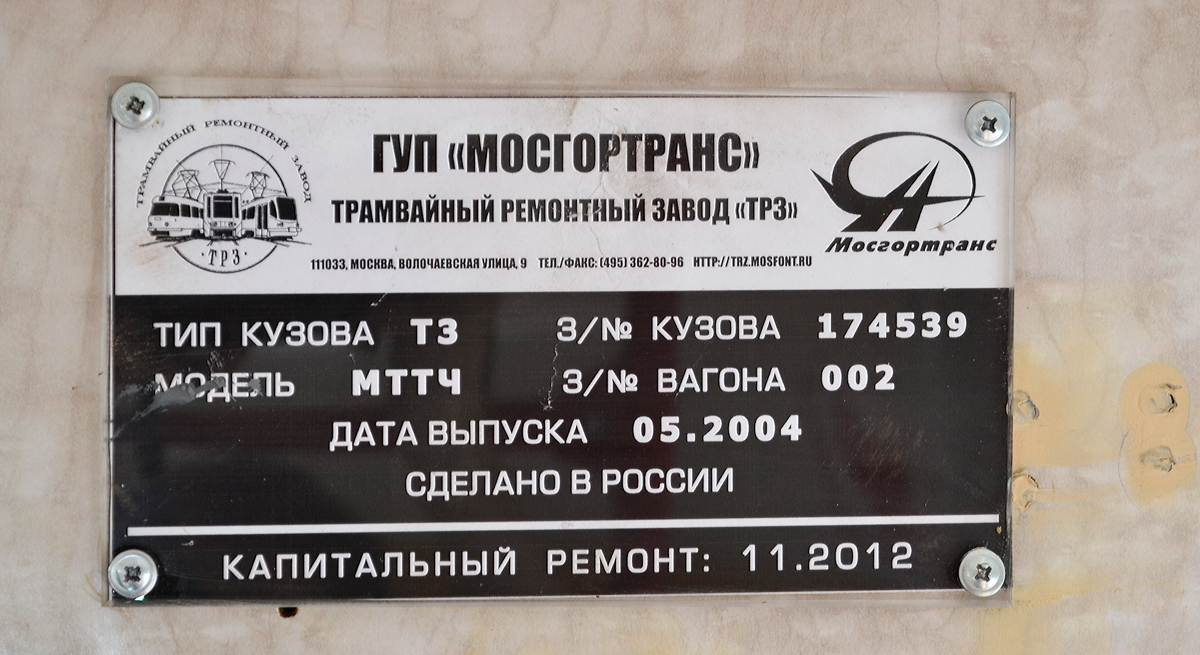 ТРАМВАЙНЫЙ РЕМОНТНЫЙ ЗАВОД
·ТРЗ·
ГУП «МОСГОРТРАНС»
ТРАМВАЙНЫЙ РЕМОНТНЫЙ ЗАВОД «ТРЗ»
111033, МОСКВА, ВОЛОЧАЕВСКАЯ УЛИЦА, 9 ТЕЛ./ФАКС: (495) 362-80-96 HTTP://TRZ.MOSFONT.RU
Мосгортранс
ТИП КУЗОВА Т3 З/№ КУЗОВА 174539
МОДЕЛЬ МТТЧ З/№ ВАГОНА 002
ДАТА ВЫПУСКА 05.2004
СДЕЛАНО В РОССИИ
КАПИТАЛЬНЫЙ РЕМОНТ: 11.2012